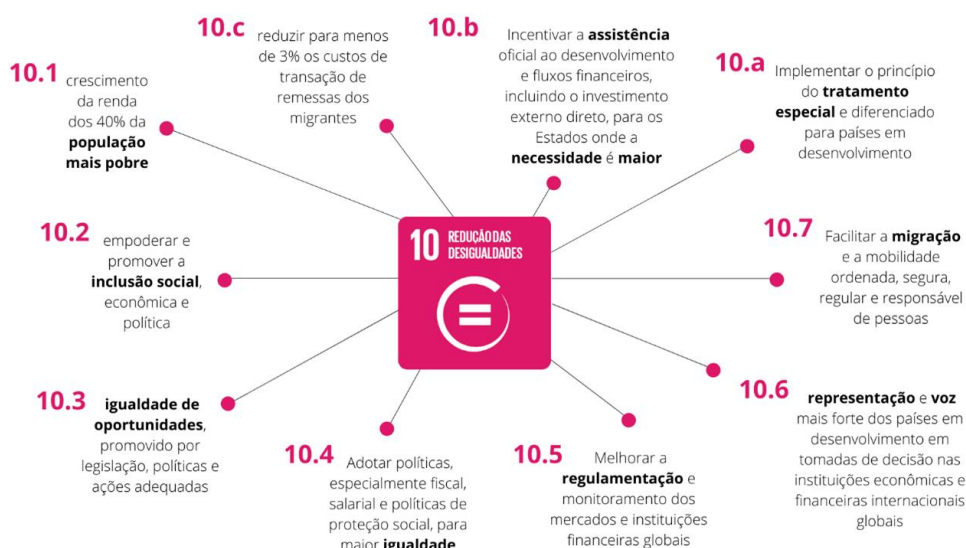 10.1
crescimento
da renda
dos 40% da
população
mais pobre
10.c
reduzir para menos
de 3% os custos de
transação de
remessas dos
migrantes
10.b
Incentivar a assistência
oficial ao desenvolvimento
e fluxos financeiros,
incluindo o investimento
externo direto, para os
Estados onde a
necessidade é maior
10.a
Implementar o princípio
do tratamento
especial e diferenciado
para países em
desenvolvimento
10.2
empoderar e
promover a
inclusão social,
econômica e
política
10 REDUÇÃO DAS
DESIGUALDADES
10.7
Facilitar a migração
e a mobilidade
ordenada, segura,
regular e responsável
de pessoas
10.3
igualdade de
oportunidades,
promovido por
legislação, políticas e
ações adequadas
10.4
Adotar políticas,
especialmente fiscal,
salarial e políticas de
proteção social, para
maior igualdade
10.5
Melhorar a
regulamentação e
monitoramento dos
mercados e instituições
financeiras globais
10.6
representação e voz
mais forte dos países em
desenvolvimento em
tomadas de decisão nas
instituições econômicas e
financeiras internacionais
globais